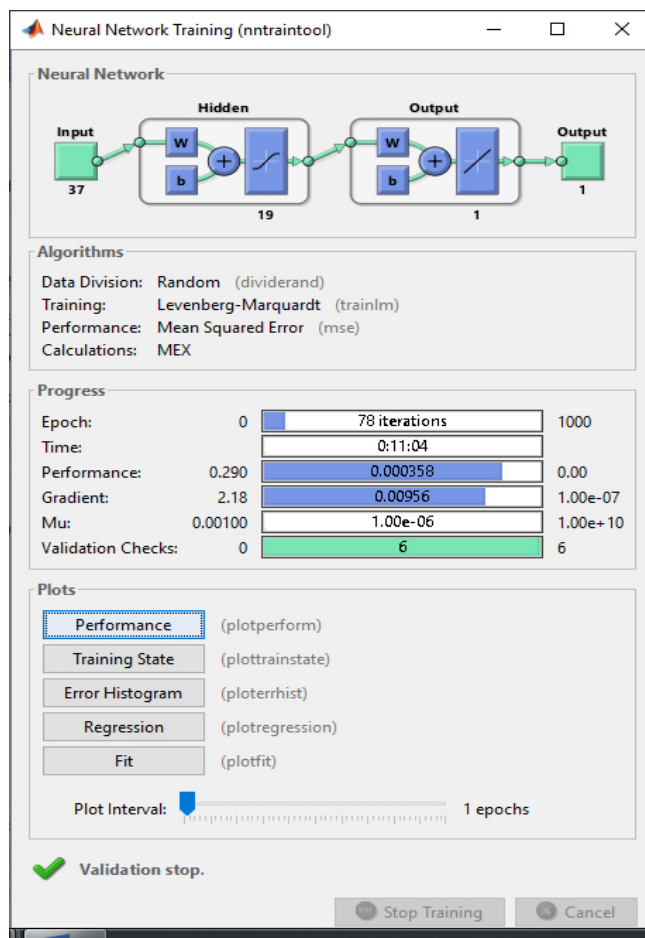 Neural Network Training (nntraintool)
Neural Network
Hidden Output
Input Output
W W
b b
37 19 1 1
Algorithms
Data Division: Random (dividerand)
Training: Levenberg-Marquardt (trainlm)
Performance: Mean Squared Error (mse)
Calculations: MEX
Progress
Epoch: 0 78 iterations 1000
Time: 0:11:04
Performance: 0.290 0.000358 0.00
Gradient: 2.18 0.00956 1.00e-07
Mu: 0.00100 1.00e-06 1.00e+10
Validation Checks: 0 6 6
Plots
Performance (plotperform)
Training State (plottrainstate)
Error Histogram (ploterrhist)
Regression (plotregression)
Fit (plotfit)
Plot Interval: 1 epochs
Validation stop.
Stop Training Cancel